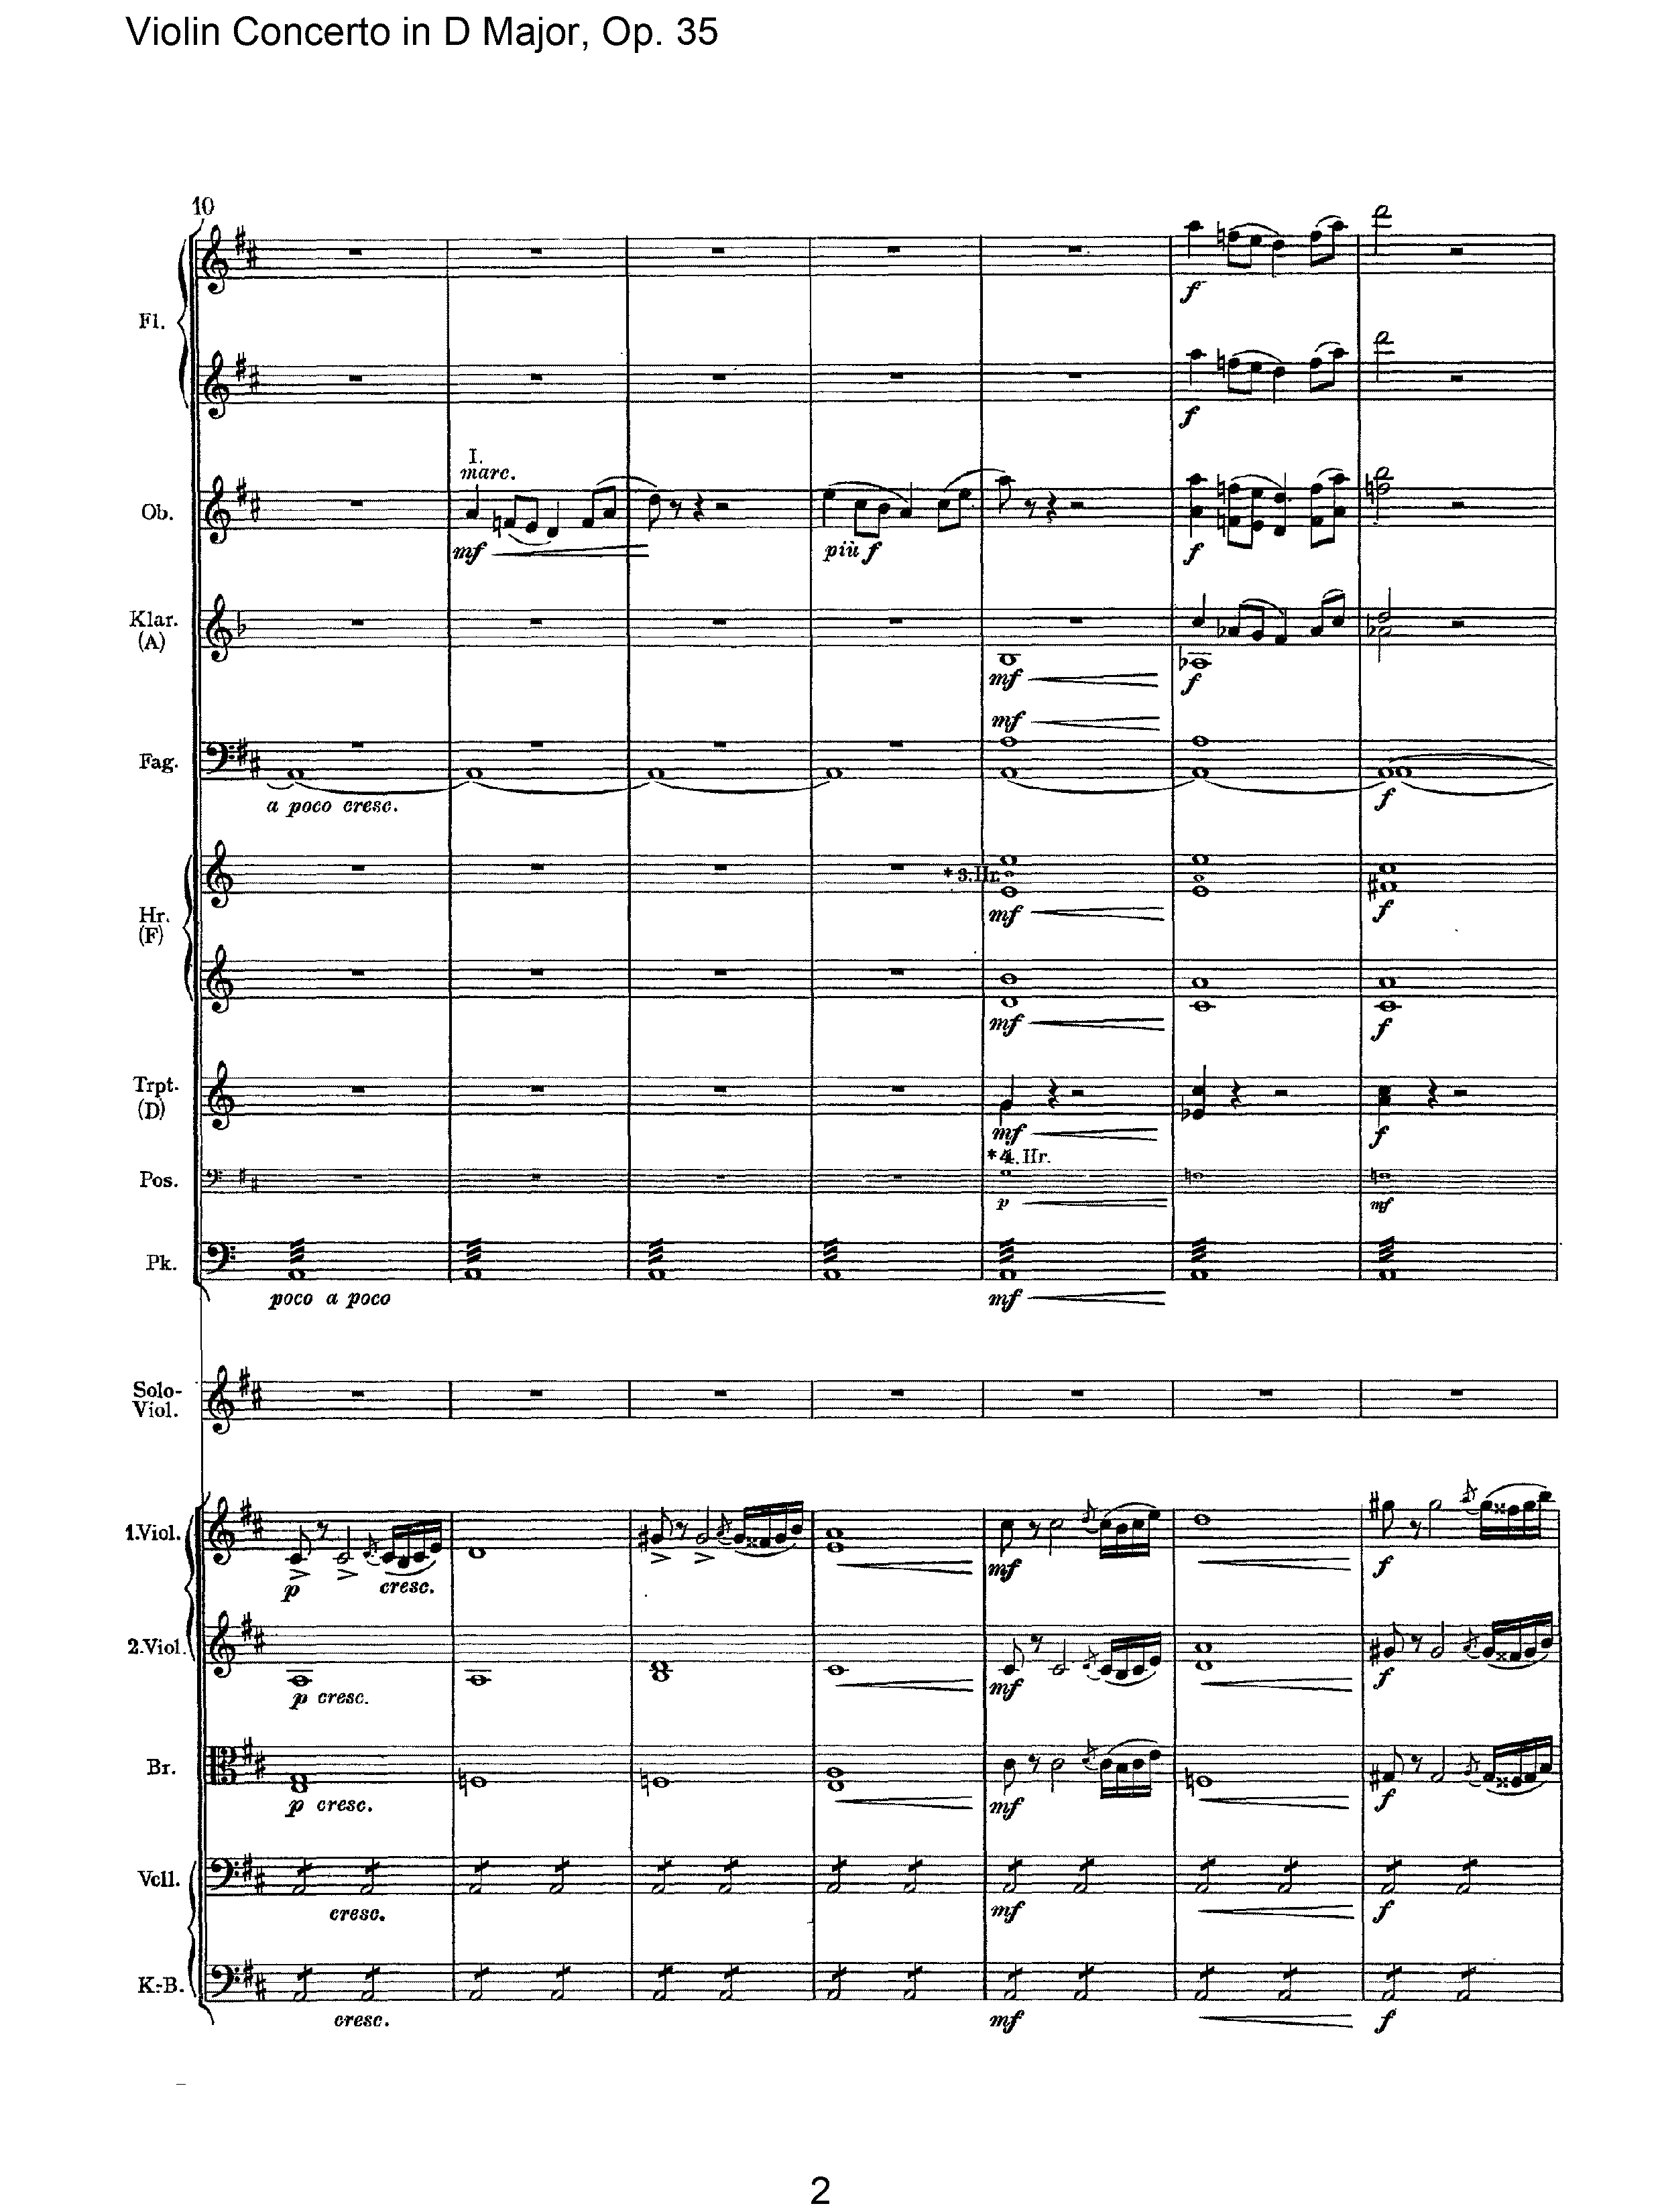 Violin Concerto in D Major, Op. 35
10
Fl.
I.
marc.
Ob.
mf
più f
f
f
f
Klar.
(A)
mf
f
mf
Fag.
a poco cresc.
f
* 3.Hr.
Hr.
(F)
mf
f
mf
f
Trpt.
(D)
mf
f
* 4. Hr.
Pos.
p
mf
Pk.
poco a poco
mf
Solo-
Viol.
1.Viol.
p
cresc.
mf
f
2.Viol.
p cresc.
mf
f
Br.
p cresc.
mf
f
Vcll.
cresc.
mf
f
K.-B.
cresc.
mf
f
2